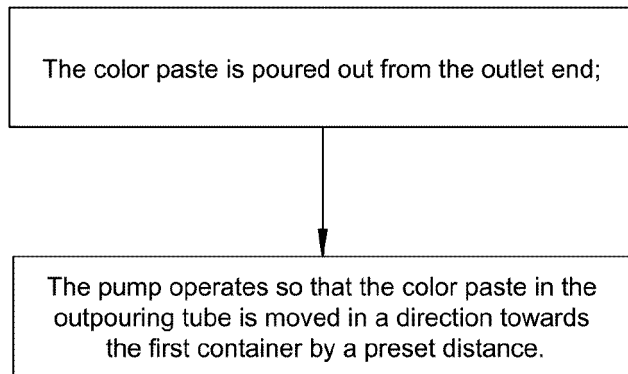 The color paste is poured out from the outlet end;
The pump operates so that the color paste in the
outpouring tube is moved in a direction towards
the first container by a preset distance.